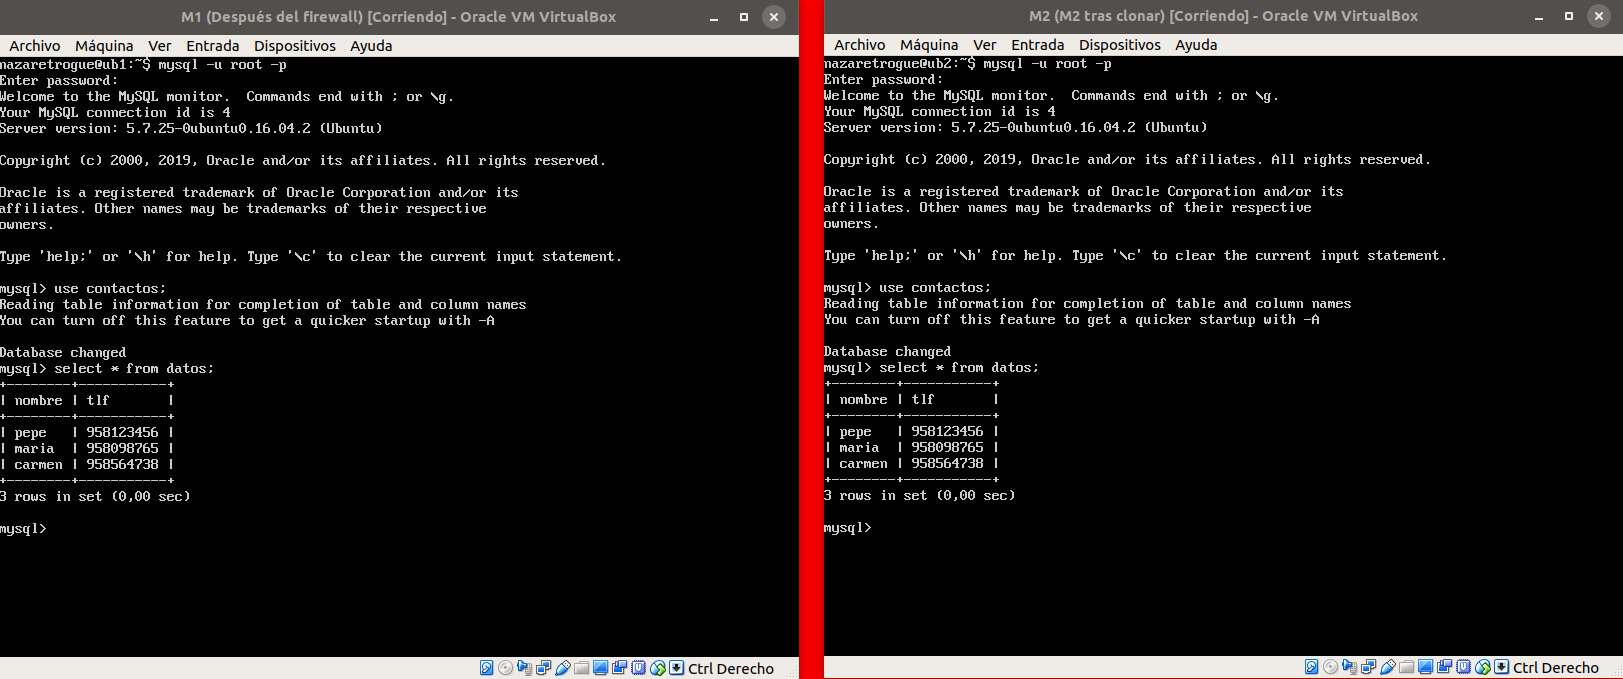 M1 (Después del firewall) [Corriendo] - Oracle VM VirtualBox
Archivo Máquina Ver Entrada Dispositivos Ayuda
nazaretrogue@ub1:~$ mysql -u root -p
Enter password:
Welcome to the MySQL monitor.  Commands end with ; or \g.
Your MySQL connection id is 4
Server version: 5.7.25-0ubuntu0.16.04.2 (Ubuntu)
Copyright (c) 2000, 2019, Oracle and/or its affiliates. All rights reserved.
Oracle is a registered trademark of Oracle Corporation and/or its
affiliates. Other names may be trademarks of their respective
owners.
Type 'help;' or '\h' for help. Type '\c' to clear the current input statement.
mysql> use contactos;
Reading table information for completion of table and column names
You can turn off this feature to get a quicker startup with -A
Database changed
mysql> select * from datos;
+--------+-----------+
| nombre | tlf       |
+--------+-----------+
| pepe   | 958123456 |
| maria  | 958098765 |
| carmen | 958564738 |
+--------+-----------+
3 rows in set (0,00 sec)
mysql>
Ctrl Derecho
M2 (M2 tras clonar) [Corriendo] - Oracle VM VirtualBox
Archivo Máquina Ver Entrada Dispositivos Ayuda
nazaretrogue@ub2:~$ mysql -u root -p
Enter password:
Welcome to the MySQL monitor.  Commands end with ; or \g.
Your MySQL connection id is 4
Server version: 5.7.25-0ubuntu0.16.04.2 (Ubuntu)
Copyright (c) 2000, 2019, Oracle and/or its affiliates. All rights reserved.
Oracle is a registered trademark of Oracle Corporation and/or its
affiliates. Other names may be trademarks of their respective
owners.
Type 'help;' or '\h' for help. Type '\c' to clear the current input statement.
mysql> use contactos;
Reading table information for completion of table and column names
You can turn off this feature to get a quicker startup with -A
Database changed
mysql> select * from datos;
+--------+-----------+
| nombre | tlf       |
+--------+-----------+
| pepe   | 958123456 |
| maria  | 958098765 |
| carmen | 958564738 |
+--------+-----------+
3 rows in set (0,00 sec)
mysql>
Ctrl Derecho